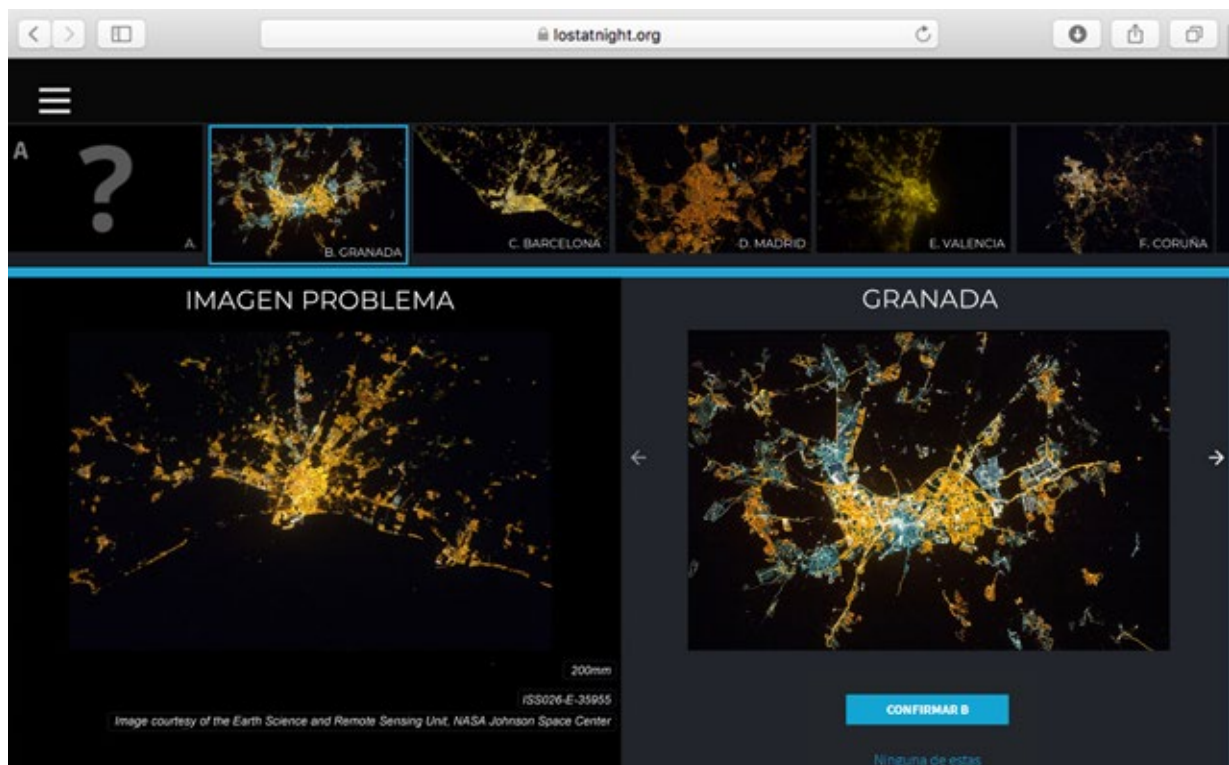 lostatnight.org
A
A.
B. GRANADA
C. BARCELONA
D. MADRID
E. VALENCIA
F. CORUÑA
IMAGEN PROBLEMA
GRANADA
200mm
ISS026-E-35955
Image courtesy of the Earth Science and Remote Sensing Unit, NASA Johnson Space Center
CONFIRMAR B
Ninguna de estas